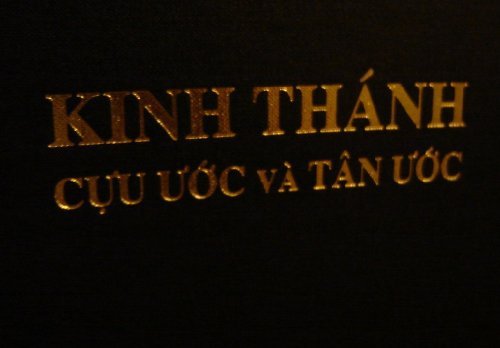 KINH THÁNH
CỰU ƯỚC VÀ TÂN ƯỚC